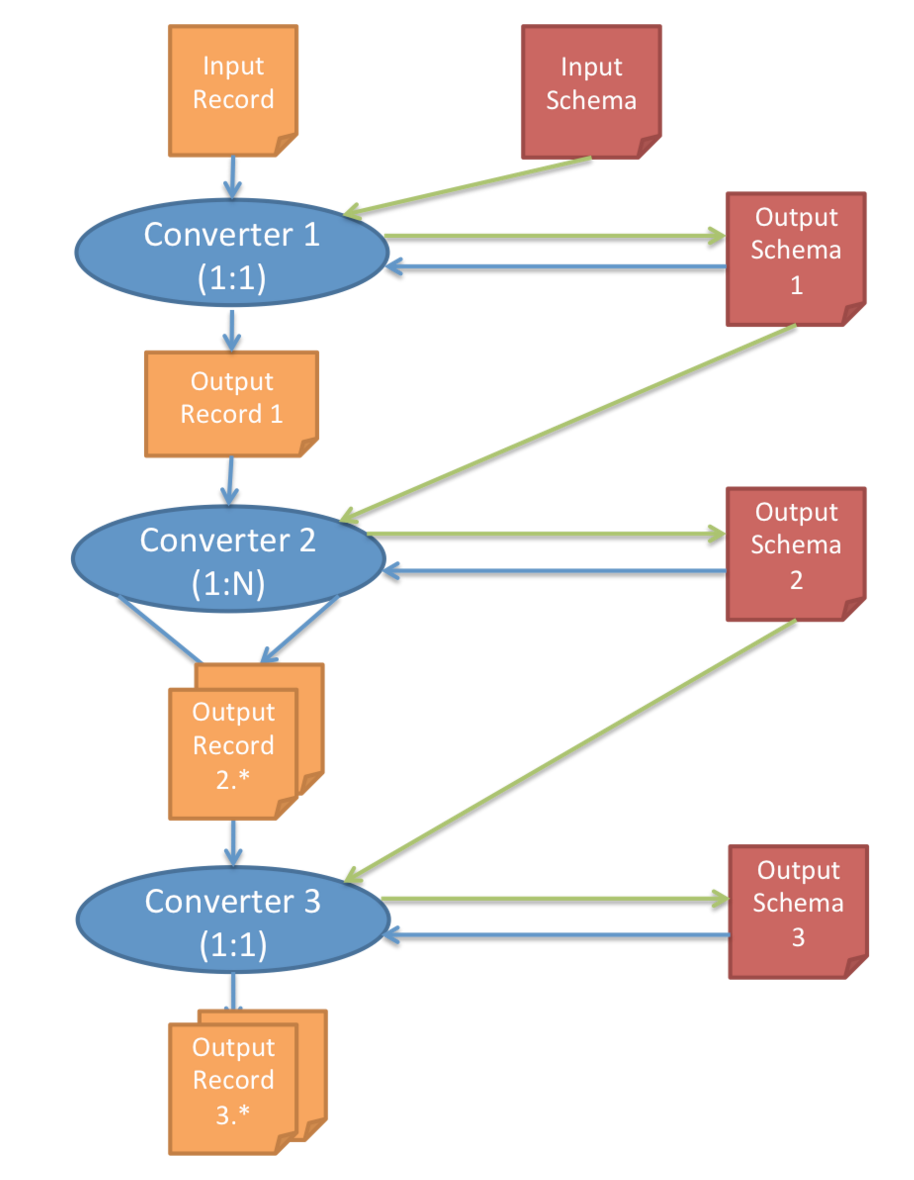 Input
Record
Input
Schema
Converter 1
(1:1)
Output
Schema
1
Output
Record 1
Converter 2
(1:N)
Output
Schema
2
Output
Record
2.*
Converter 3
(1:1)
Output
Schema
3
Output
Record
3.*